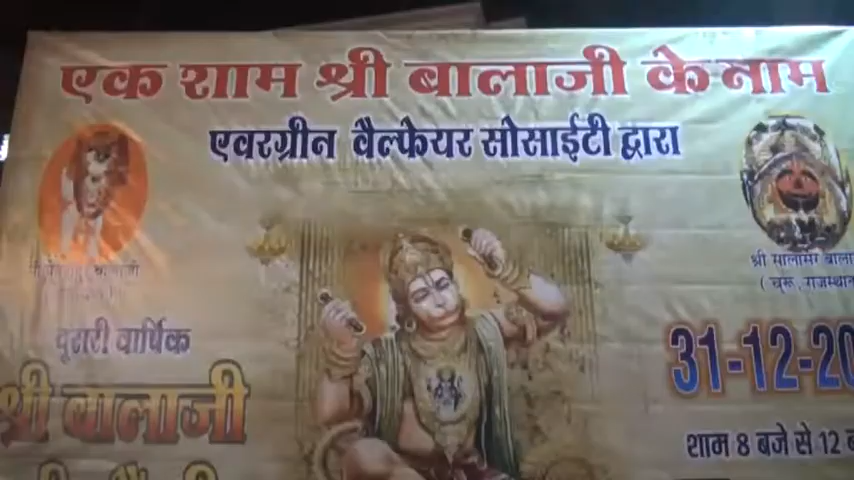 एक शाम श्री बालाजी के नाम
एवरग्रीन वैल्फेयर सोसाईटी द्वारा
श्री सालासर बाला
( चुरू, राजस्थान
दुसरी वार्षिक
श्री बालाजी
31-12-20
शाम 8 बजे से 12 ब